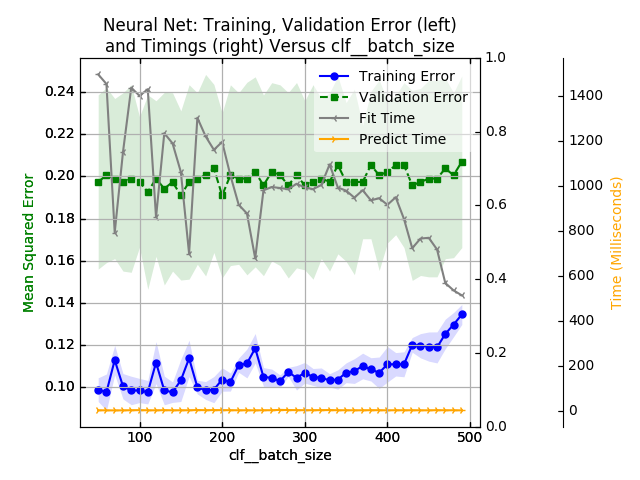 Neural Net: Training, Validation Error (left)
and Timings (right) Versus clf__batch_size
Training Error
Validation Error
Fit Time
Predict Time
Mean Squared Error
0.24
0.22
0.20
0.18
0.16
0.14
0.12
0.10
1.0
0.8
0.6
0.4
0.2
0.0
1400
1200
1000
800
600
400
200
0
Time (Milliseconds)
100 200 300 400 500
clf__batch_size